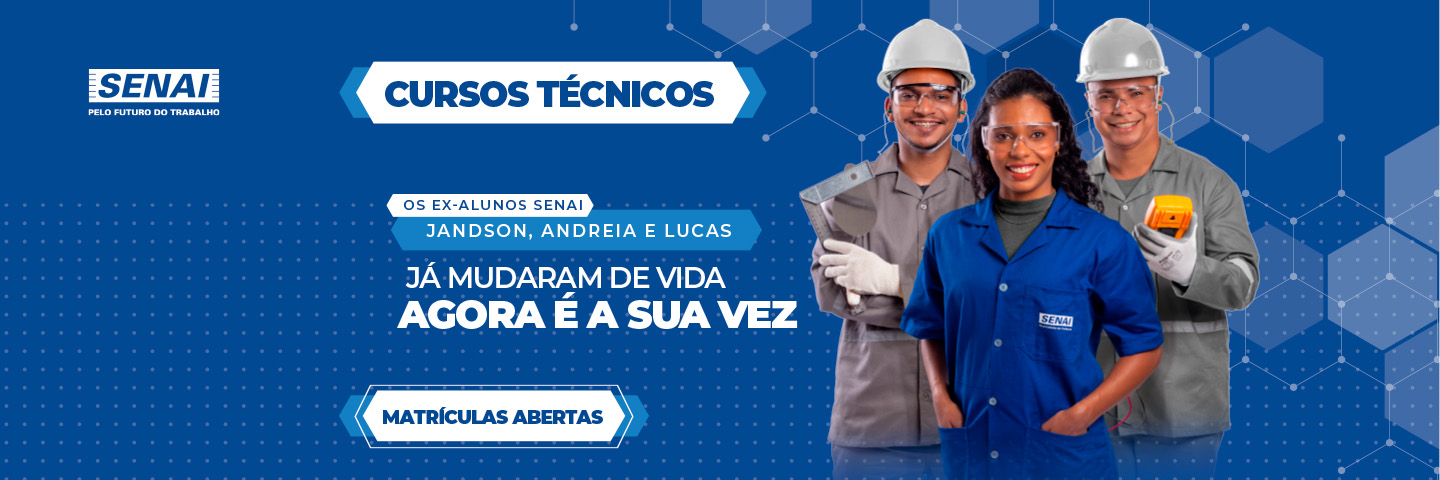 SENAI
PELO FUTURO DO TRABALHO
CURSOS TÉCNICOS
OS EX-ALUNOS SENAI
JANDSON, ANDREIA E LUCAS
JÁ MUDARAM DE VIDA
AGORA É A SUA VEZ
MATRÍCULAS ABERTAS
SENAI